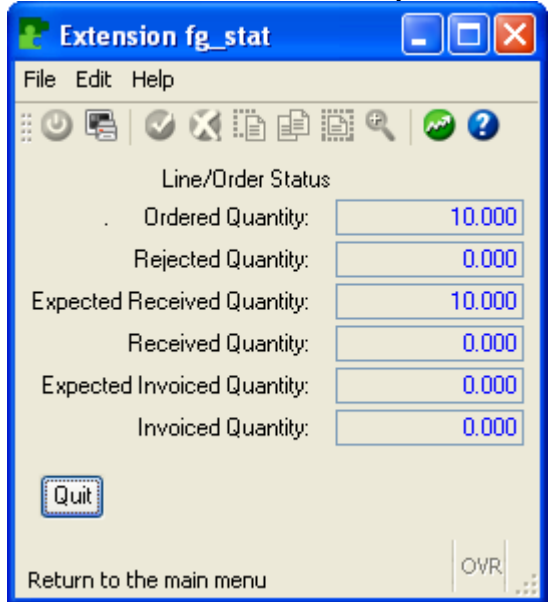 Extension fg_stat
File Edit Help
Line/Order Status
. Ordered Quantity: 10.000
Rejected Quantity: 0.000
Expected Received Quantity: 10.000
Received Quantity: 0.000
Expected Invoiced Quantity: 0.000
Invoiced Quantity: 0.000
Quit
Return to the main menu OVR